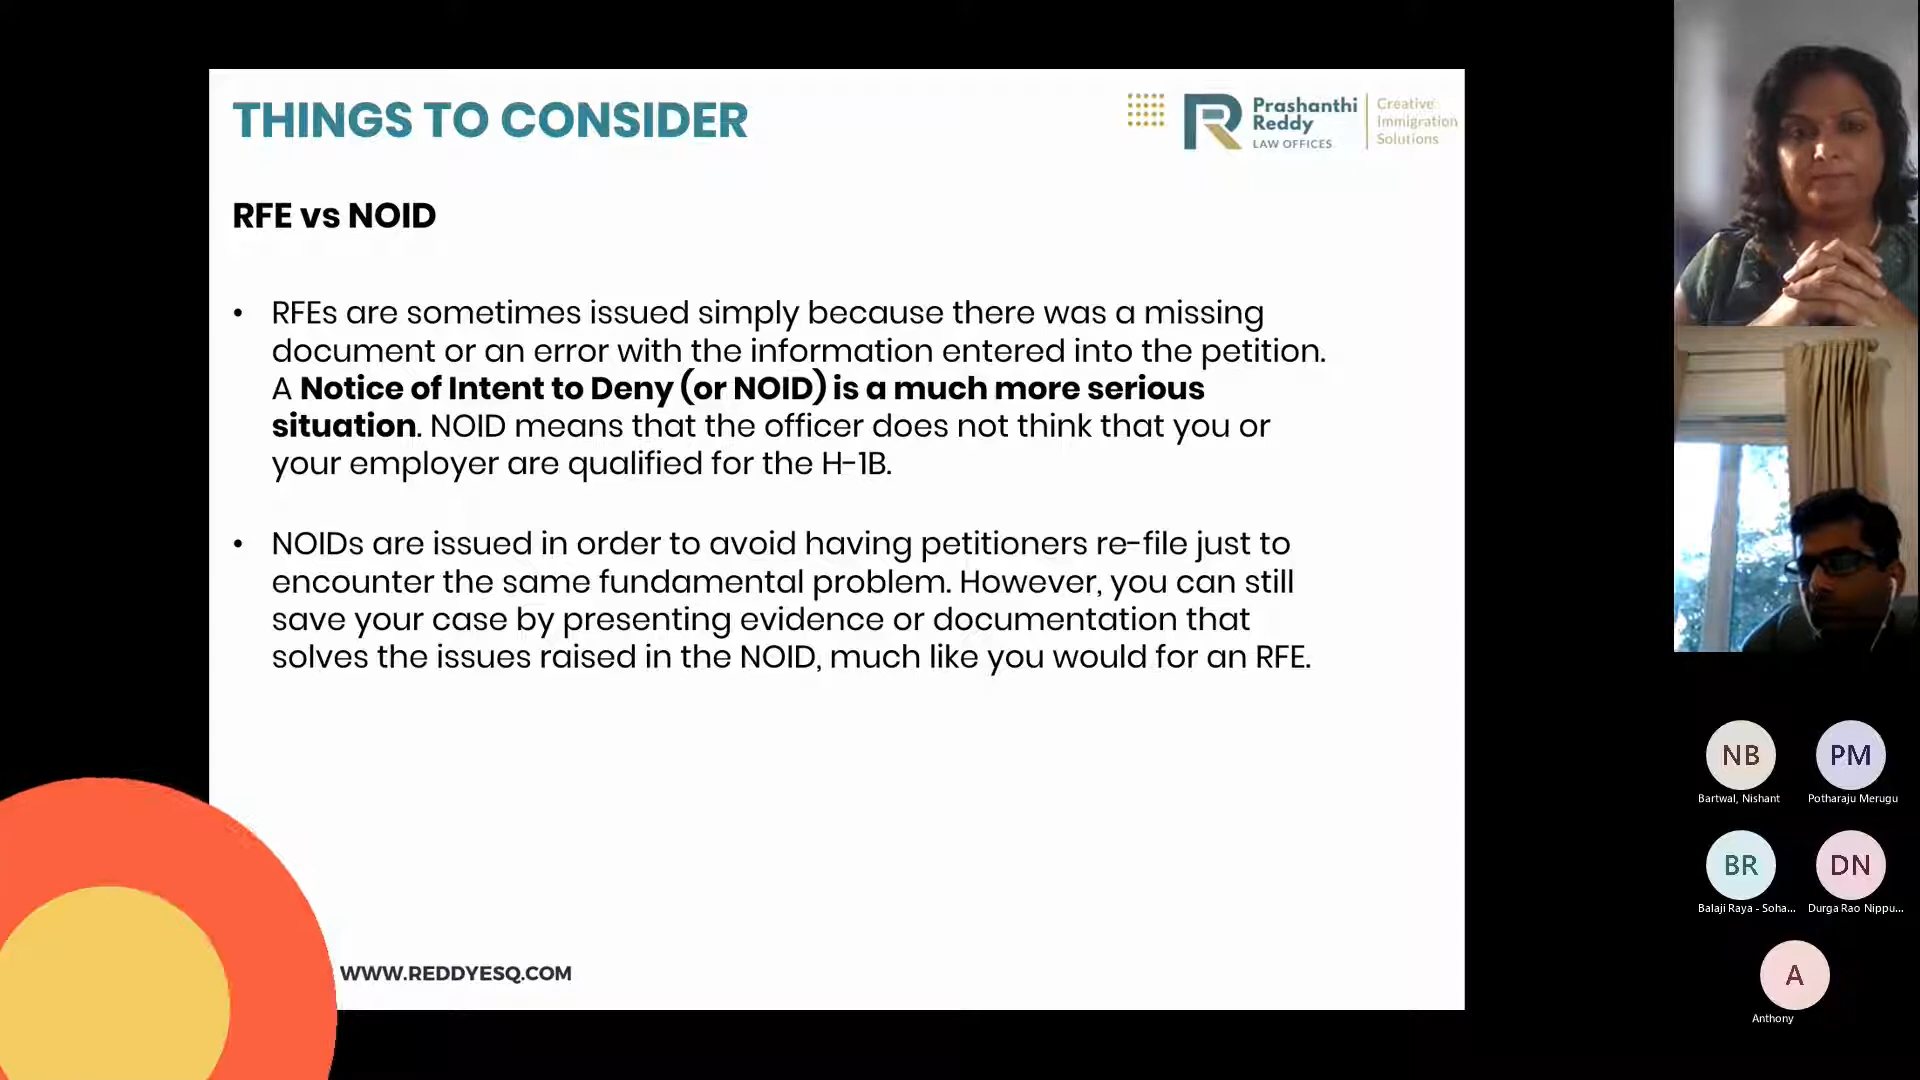 THINGS TO CONSIDER
Prashanthi
Reddy
LAW OFFICES
Creative
Immigration
Solutions
RFE vs NOID
• RFEs are sometimes issued simply because there was a missing
document or an error with the information entered into the petition.
A Notice of Intent to Deny (or NOID) is a much more serious
situation. NOID means that the officer does not think that you or
your employer are qualified for the H-1B.
• NOIDs are issued in order to avoid having petitioners re-file just to
encounter the same fundamental problem. However, you can still
save your case by presenting evidence or documentation that
solves the issues raised in the NOID, much like you would for an RFE.
WWW.REDDYESQ.COM
NB
Bartwal, Nishant
PM
Potharaju Merugu
BR
Balaji Raya - Soha...
DN
Durga Rao Nippu...
A
Anthony